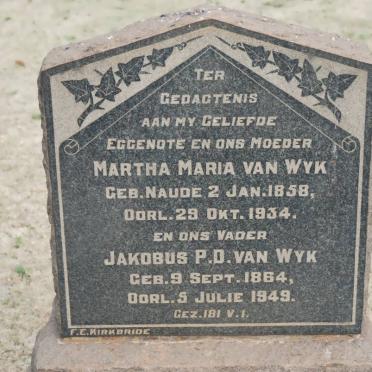 TER
GEDAGTENIS
AAN MY GELIEFDE
EGGENOTE EN ONS MOEDER
MARTHA MARIA VAN WYK
GEB. NAUDE 2 JAN. 1858,
OORL. 29 OKT. 1934.
EN ONS VADER
JAKOBUS P.D. VAN WYK
GEB. 9 SEPT. 1864,
OORL. 5 JULIE 1949.
GEZ. 181 V. 1.
F.E. KIRKBRIDE